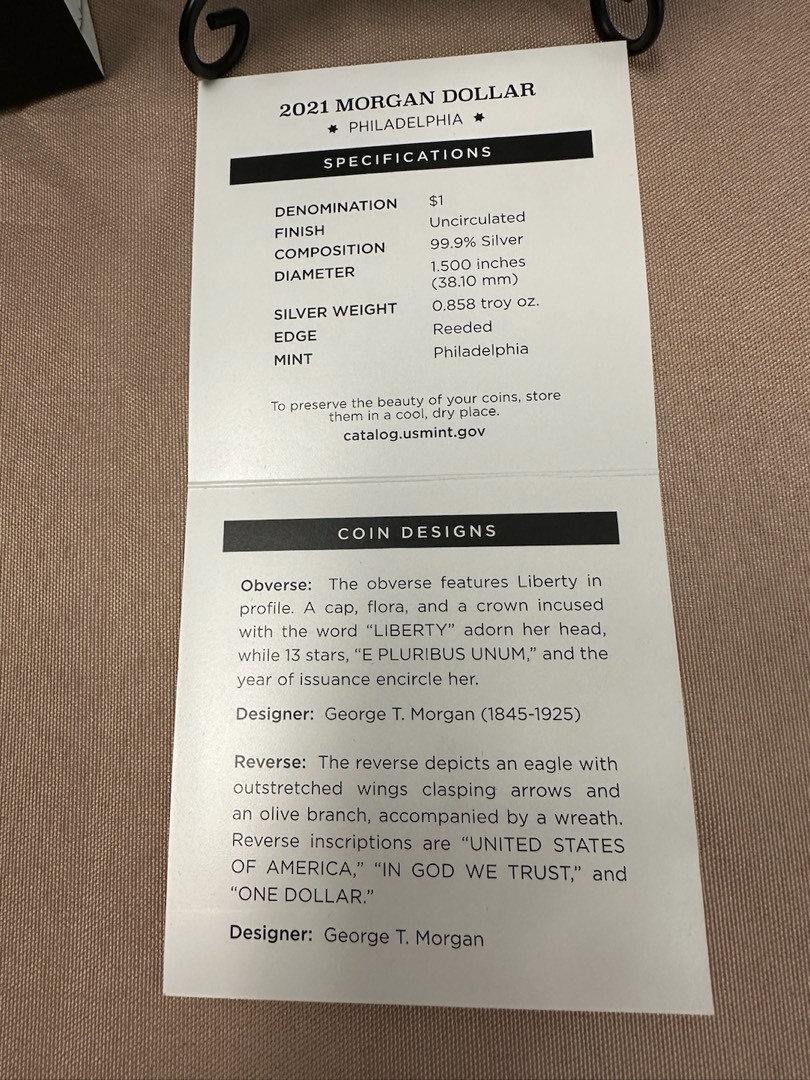 2021 MORGAN DOLLAR
★ PHILADELPHIA ★
SPECIFICATIONS
DENOMINATION $1
FINISH Uncirculated
COMPOSITION 99.9% Silver
DIAMETER 1.500 inches
(38.10 mm)
SILVER WEIGHT 0.858 troy oz.
EDGE Reeded
MINT Philadelphia
To preserve the beauty of your coins, store
them in a cool, dry place.
catalog.usmint.gov
COIN DESIGNS
Obverse: The obverse features Liberty in
profile. A cap, flora, and a crown incused
with the word “LIBERTY” adorn her head,
while 13 stars, “E PLURIBUS UNUM,” and the
year of issuance encircle her.
Designer: George T. Morgan (1845-1925)
Reverse: The reverse depicts an eagle with
outstretched wings clasping arrows and
an olive branch, accompanied by a wreath.
Reverse inscriptions are “UNITED STATES
OF AMERICA,” “IN GOD WE TRUST,” and
“ONE DOLLAR.”
Designer: George T. Morgan